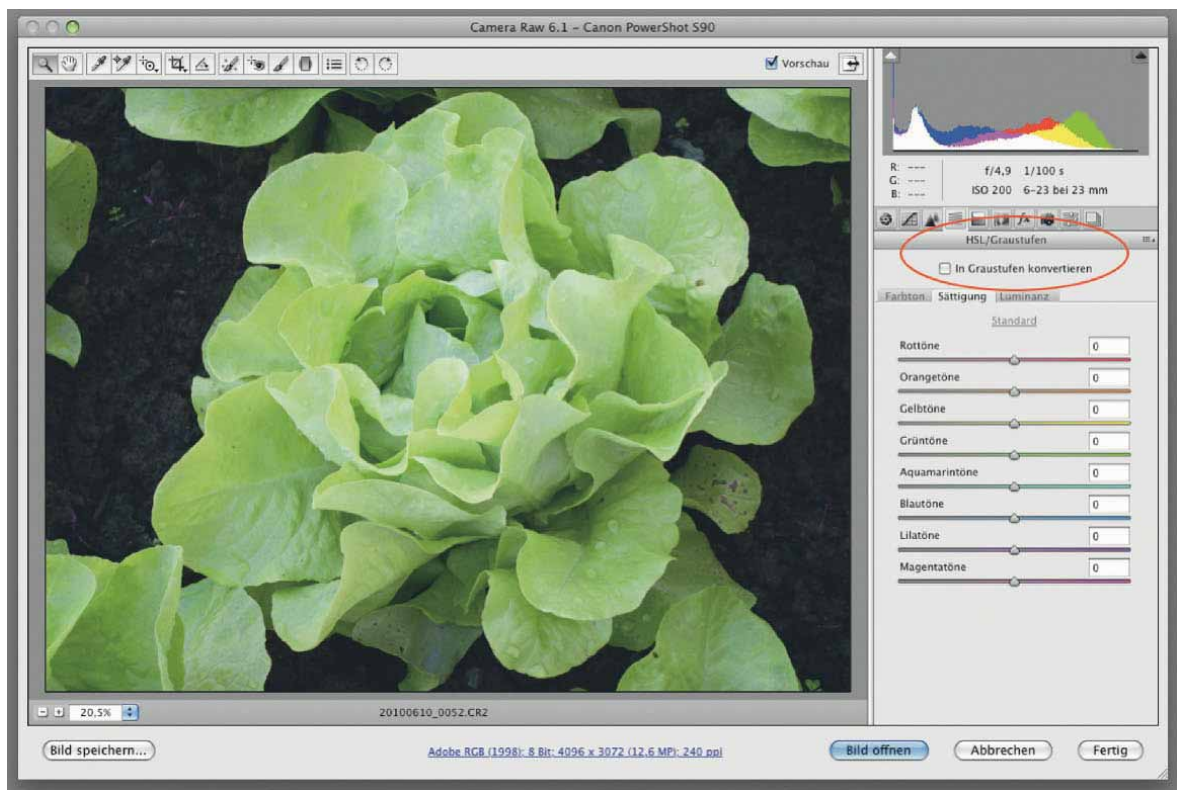 Camera Raw 6.1 – Canon PowerShot S90
Vorschau
R: ---
G: ---
B: ---
f/4,9 1/100 s
ISO 200 6–23 bei 23 mm
fx
HSL/Graustufen
In Graustufen konvertieren
Farbton Sättigung Luminanz
Standard
Rottöne 0
Orangetöne 0
Gelbtöne 0
Grüntöne 0
Aquamarintöne 0
Blautöne 0
Lilatöne 0
Magentatöne 0
20,5%
20100610_0052.CR2
Bild speichern...
Adobe RGB (1998); 8 Bit; 4096 x 3072 (12,6 MP); 240 ppi
Bild öffnen Abbrechen Fertig